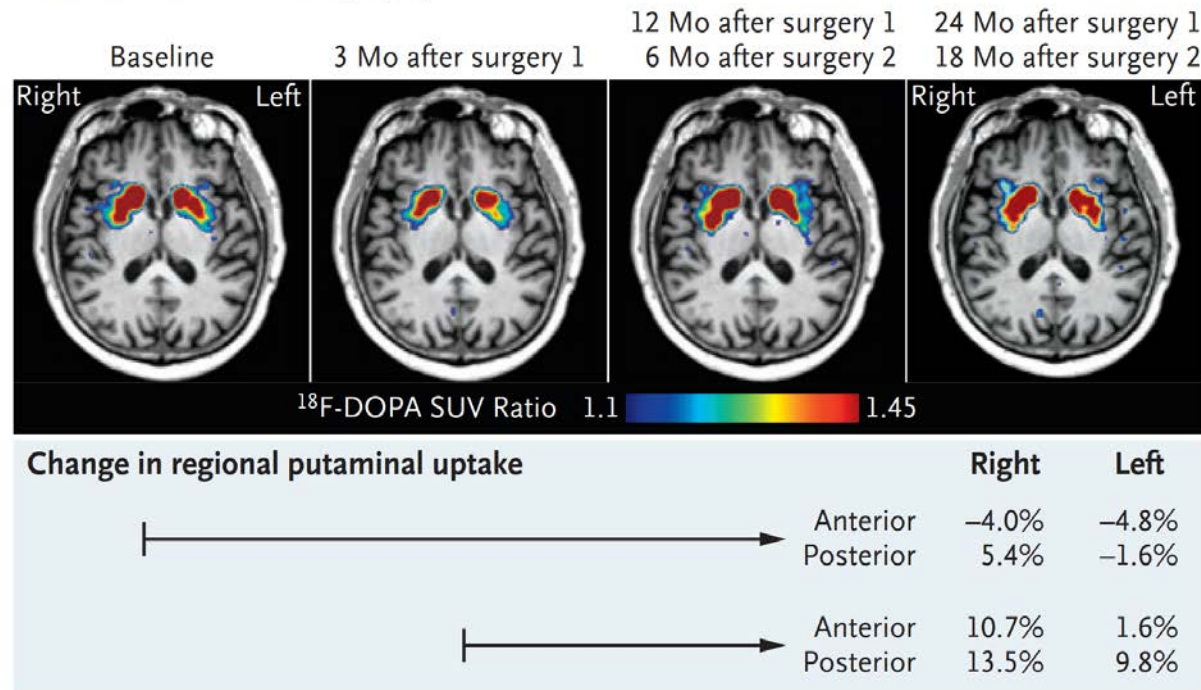 12 Mo after surgery 1 24 Mo after surgery 1
Baseline 3 Mo after surgery 1 6 Mo after surgery 2 18 Mo after surgery 2
Right Left Right Left
¹⁸F-DOPA SUV Ratio 1.1 1.45
Change in regional putaminal uptake Right Left
Anterior –4.0% –4.8%
Posterior 5.4% –1.6%
Anterior 10.7% 1.6%
Posterior 13.5% 9.8%